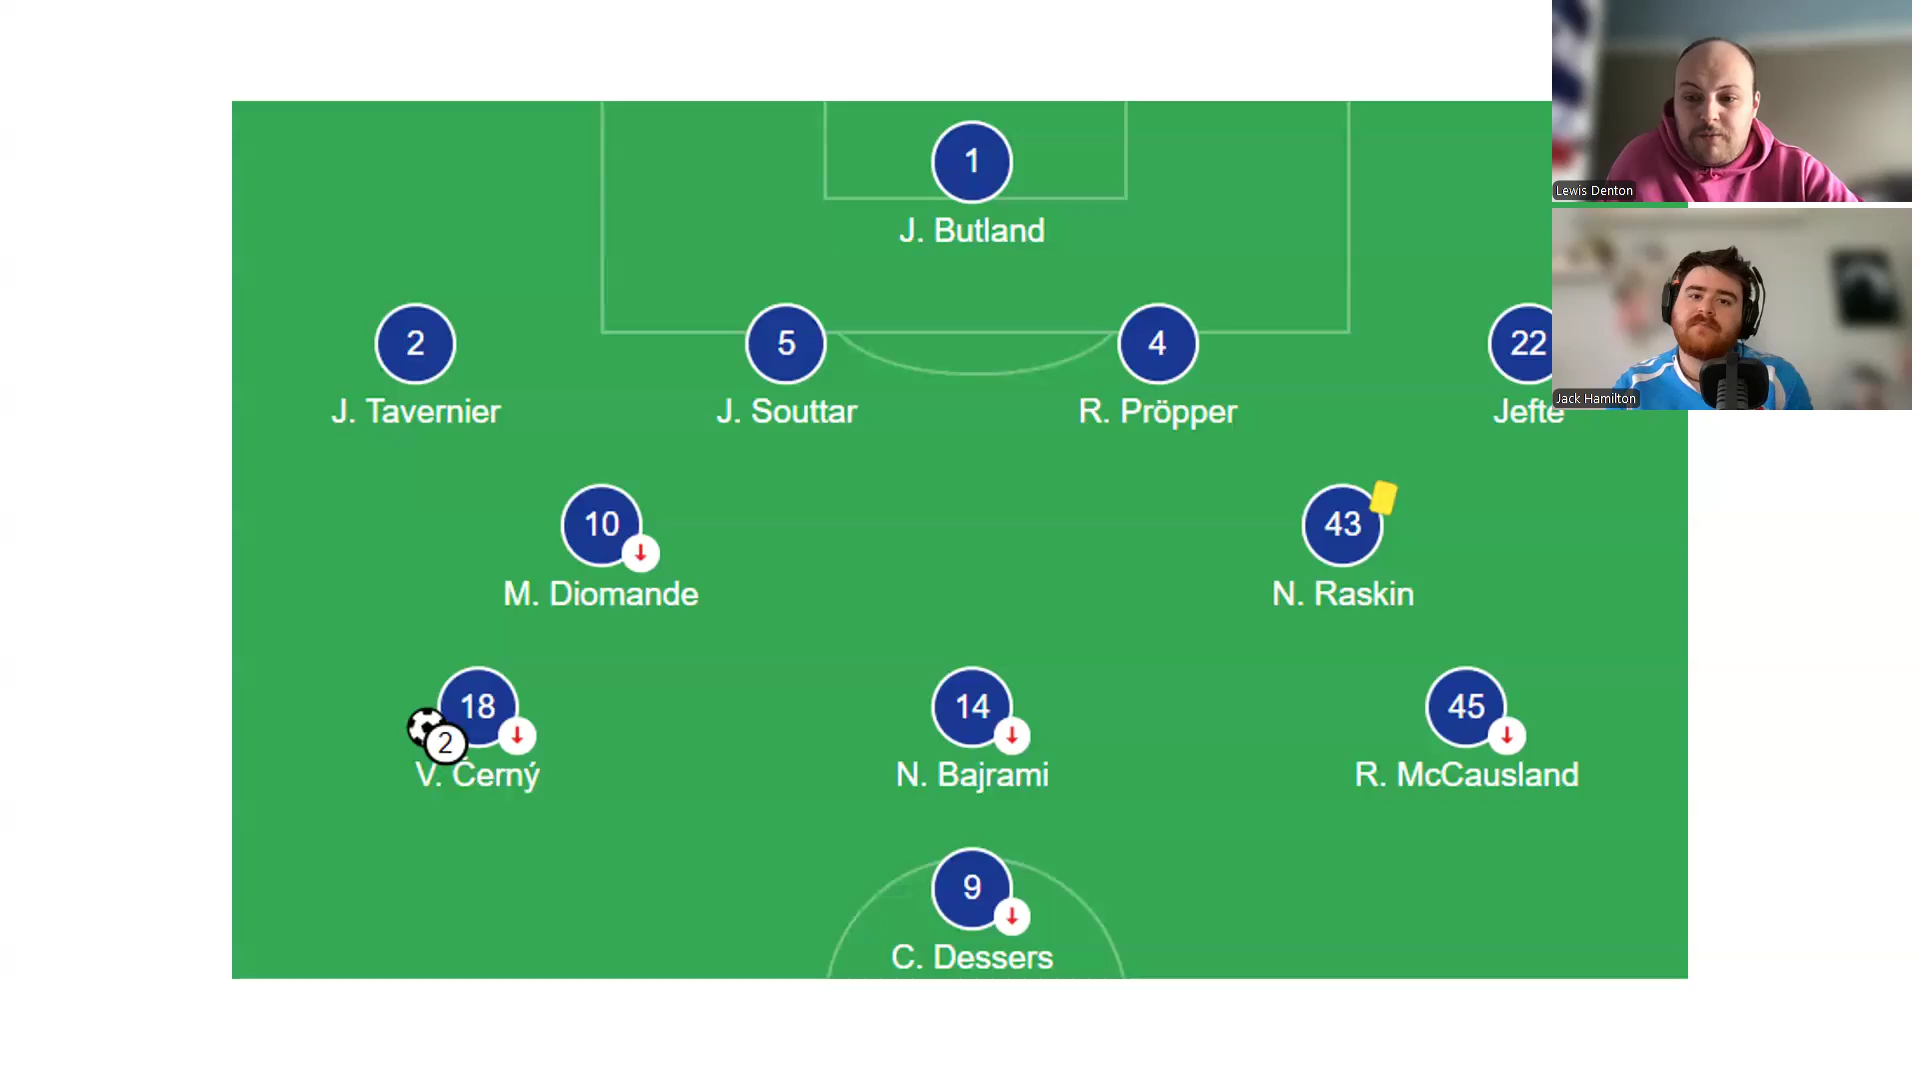 1
J. Butland
2
5
4
22
J. Tavernier
J. Souttar
R. Pröpper
Jefte
10
43
M. Diomande
N. Raskin
18
14
45
2
V. Černý
N. Bajrami
R. McCausland
9
C. Dessers
Lewis Denton
Jack Hamilton